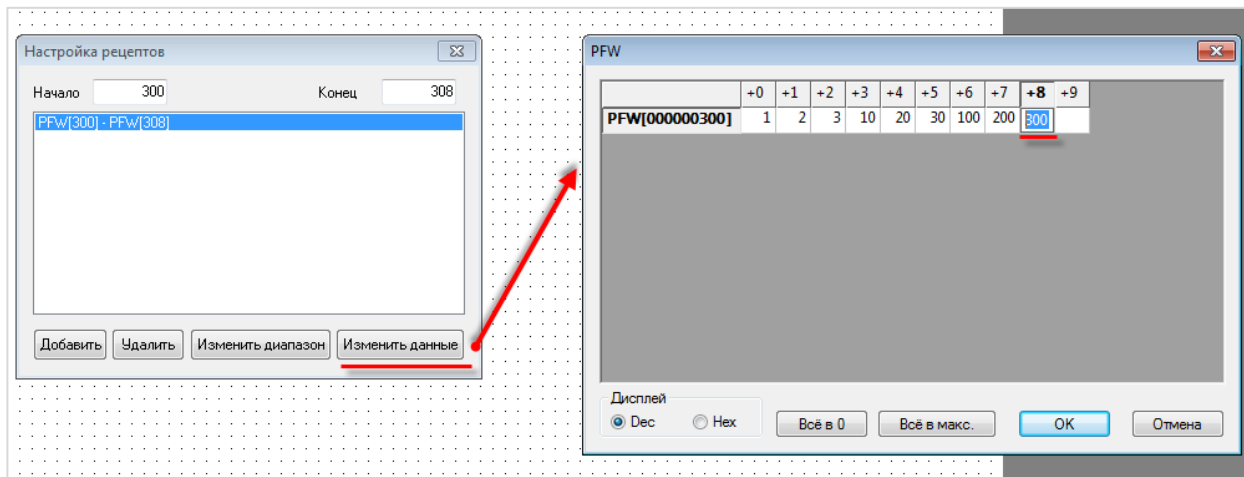 Настройка рецептов
Начало 300 Конец 308
PFW[300] - PFW[308]
Добавить Удалить Изменить диапазон Изменить данные
PFW
+0 +1 +2 +3 +4 +5 +6 +7 +8 +9
PFW[000000300] 1 2 3 10 20 30 100 200 300
Дисплей
Dec Hex Всё в 0 Всё в макс. OK Отмена